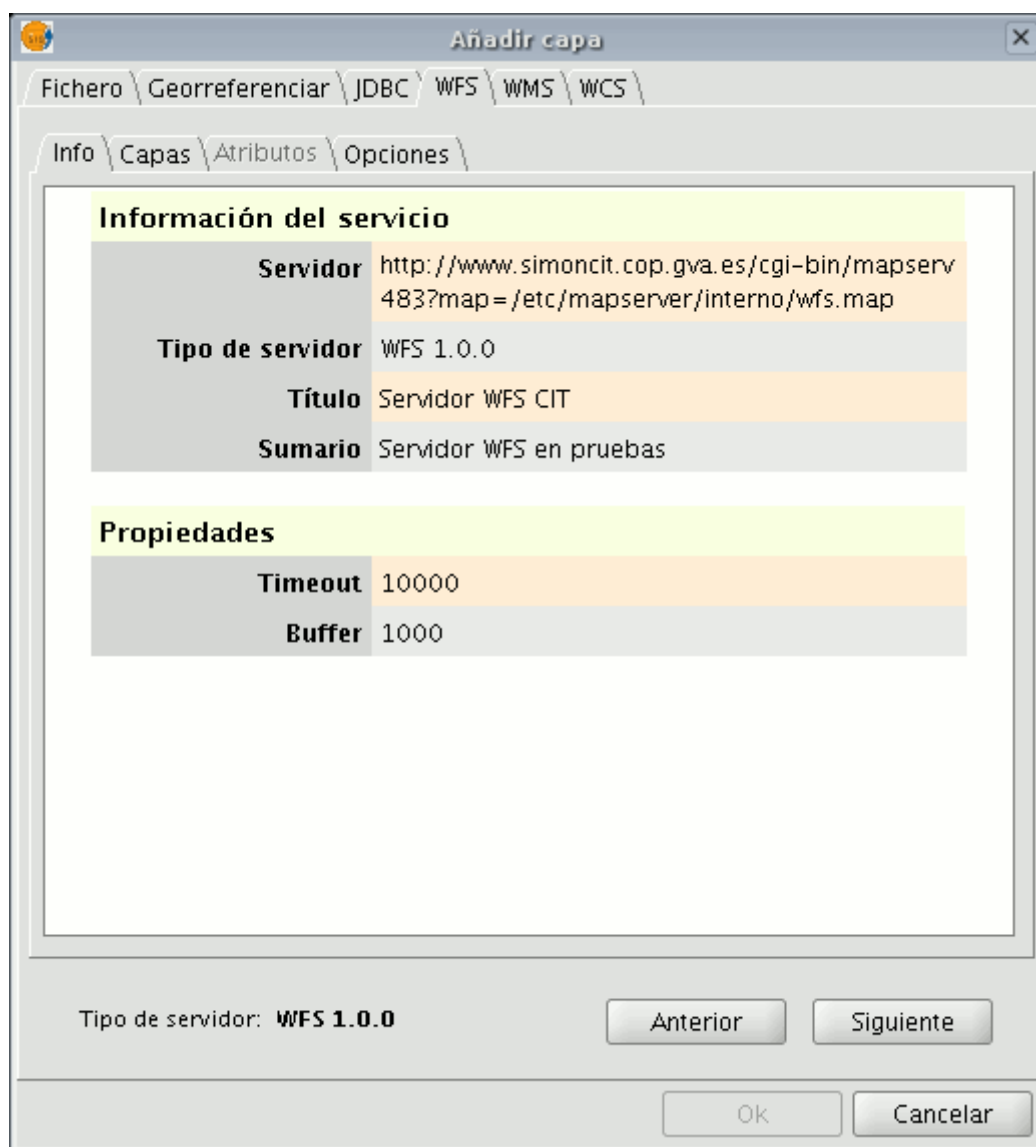 Añadir capa
Fichero Georreferenciar JDBC WFS WMS WCS
Info Capas Atributos Opciones
Información del servicio
Servidor http://www.simoncit.cop.gva.es/cgi-bin/mapserv
483?map=/etc/mapserver/interno/wfs.map
Tipo de servidor WFS 1.0.0
Título Servidor WFS CIT
Sumario Servidor WFS en pruebas
Propiedades
Timeout 10000
Buffer 1000
Tipo de servidor: WFS 1.0.0 Anterior Siguiente
Ok Cancelar